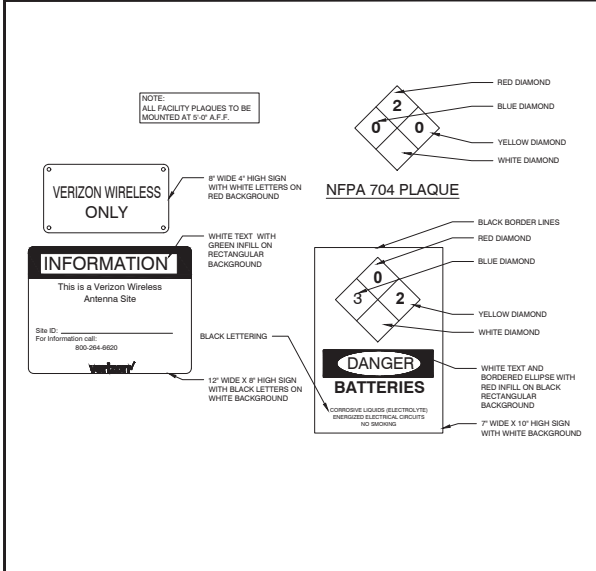 NOTE:
ALL FACILITY PLAQUES TO BE
MOUNTED AT 5'-0" A.F.F.
VERIZON WIRELESS
ONLY
8" WIDE 4" HIGH SIGN
WITH WHITE LETTERS ON
RED BACKGROUND
INFORMATION
WHITE TEXT WITH
GREEN INFILL ON
RECTANGULAR
BACKGROUND
This is a Verizon Wireless
Antenna Site
Site ID:
For Information call:
800-264-6620
verizon
12" WIDE X 8" HIGH SIGN
WITH BLACK LETTERS ON
WHITE BACKGROUND
2
0
0
RED DIAMOND
BLUE DIAMOND
YELLOW DIAMOND
WHITE DIAMOND
NFPA 704 PLAQUE
BLACK BORDER LINES
RED DIAMOND
BLUE DIAMOND
0
3
2
YELLOW DIAMOND
WHITE DIAMOND
BLACK LETTERING
DANGER
BATTERIES
CORROSIVE LIQUIDS (ELECTROLYTE)
ENERGIZED ELECTRICAL CIRCUITS
NO SMOKING
WHITE TEXT AND
BORDERED ELLIPSE WITH
RED INFILL ON BLACK
RECTANGULAR
BACKGROUND
7" WIDE X 10" HIGH SIGN
WITH WHITE BACKGROUND